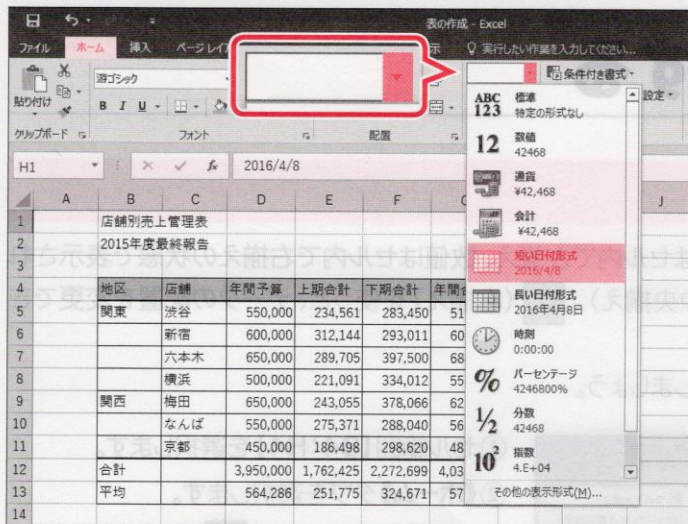 表の作成 - Excel
ファイル ホーム 挿入 ページレイ 示 実行したい作業を入力してください...
貼り付け
游ゴシック
B I U
条件付き書式
設定
クリップボード フォント 配置
H1 fx 2016/4/8
A B C D E F J
1 店舗別売上管理表
2 2015年度最終報告
3
4 地区 店舗 年間予算 上期合計 下期合計 年間合
5 関東 渋谷 550,000 234,561 283,450 51
6 新宿 600,000 312,144 293,011 60
7 六本木 650,000 289,705 397,500 68
8 横浜 500,000 221,091 334,012 55
9 関西 梅田 650,000 243,055 378,066 62
10 なんば 550,000 275,371 288,040 56
11 京都 450,000 186,498 298,620 48
12 合計 3,950,000 1,762,425 2,272,699 4,03
13 平均 564,286 251,775 324,671 57
14
ABC 123 標準
特定の形式なし
12 数値
42468
通貨
¥42,468
会計
¥42,468
短い日付形式
2016/4/8
長い日付形式
2016年4月8日
時刻
0:00:00
% パーセンテージ
4246800%
1/2 分数
42468
10² 指数
4.E+04
その他の表示形式(M)...